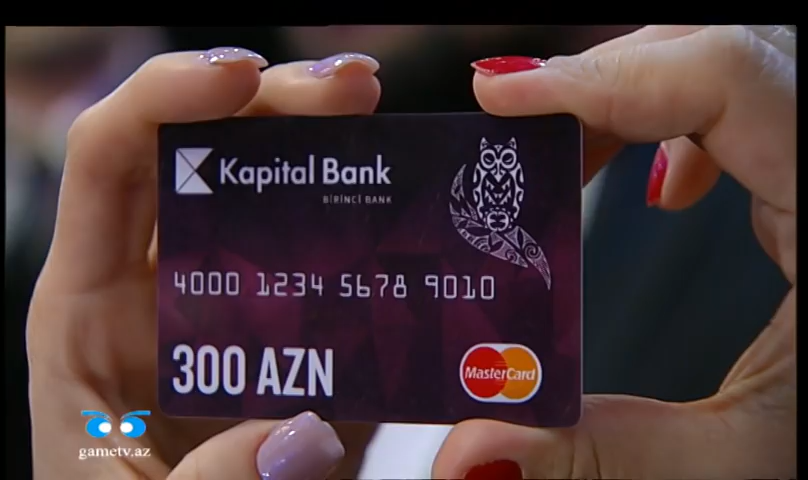 Kapital Bank
BİRİNCİ BANK
4000 1234 5678 9010
300 AZN
MasterCard
gametv.az